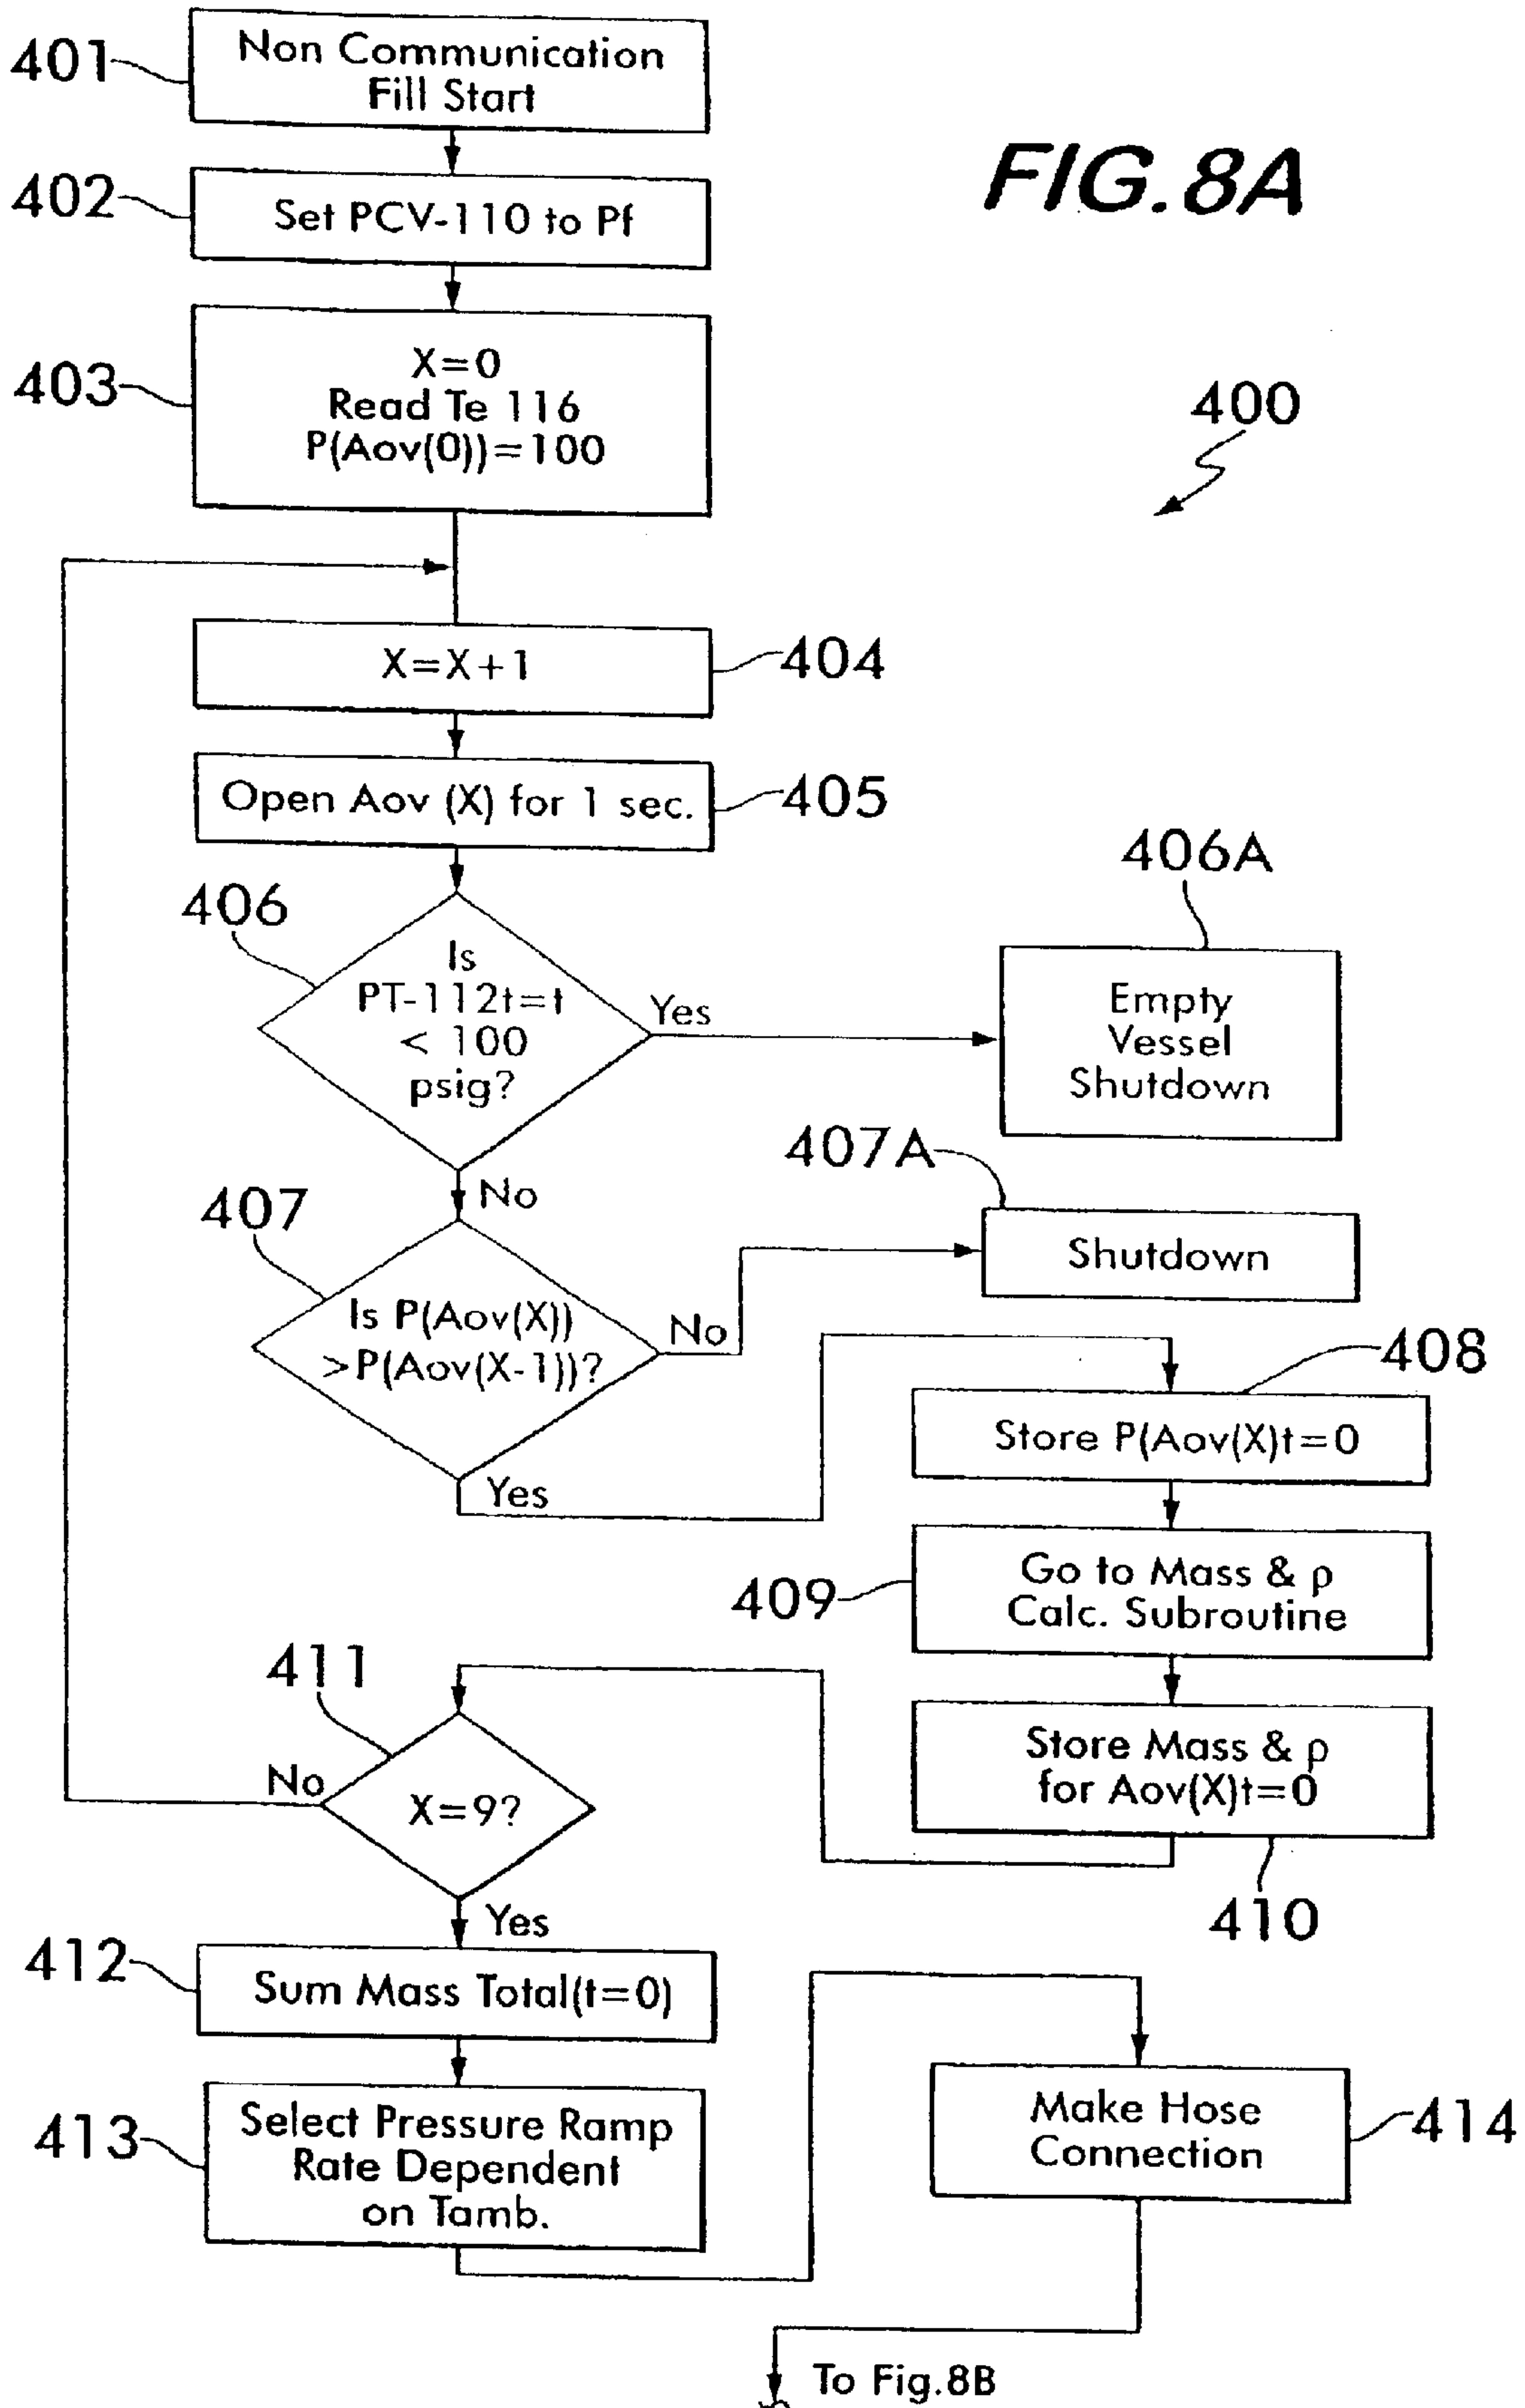 FIG.8A
400
401
Non Communication
Fill Start
402
Set PCV-110 to Pf
403
X=0
Read Te 116
P(Aov(0))=100
X=X+1
404
Open Aov (X) for 1 sec.
405
406
Is
PT-112t=t
< 100
psig?
Yes
406A
Empty
Vessel
Shutdown
No
407
Is P(Aov(X))
>P(Aov(X-1))?
No
407A
Shutdown
Yes
408
Store P(Aov(X)t=0
409
Go to Mass & ρ
Calc. Subroutine
Store Mass & ρ
for Aov(X)t=0
410
411
X=9?
No
Yes
412
Sum Mass Total(t=0)
413
Select Pressure Ramp
Rate Dependent
on Tamb.
Make Hose
Connection
414
To Fig.8B